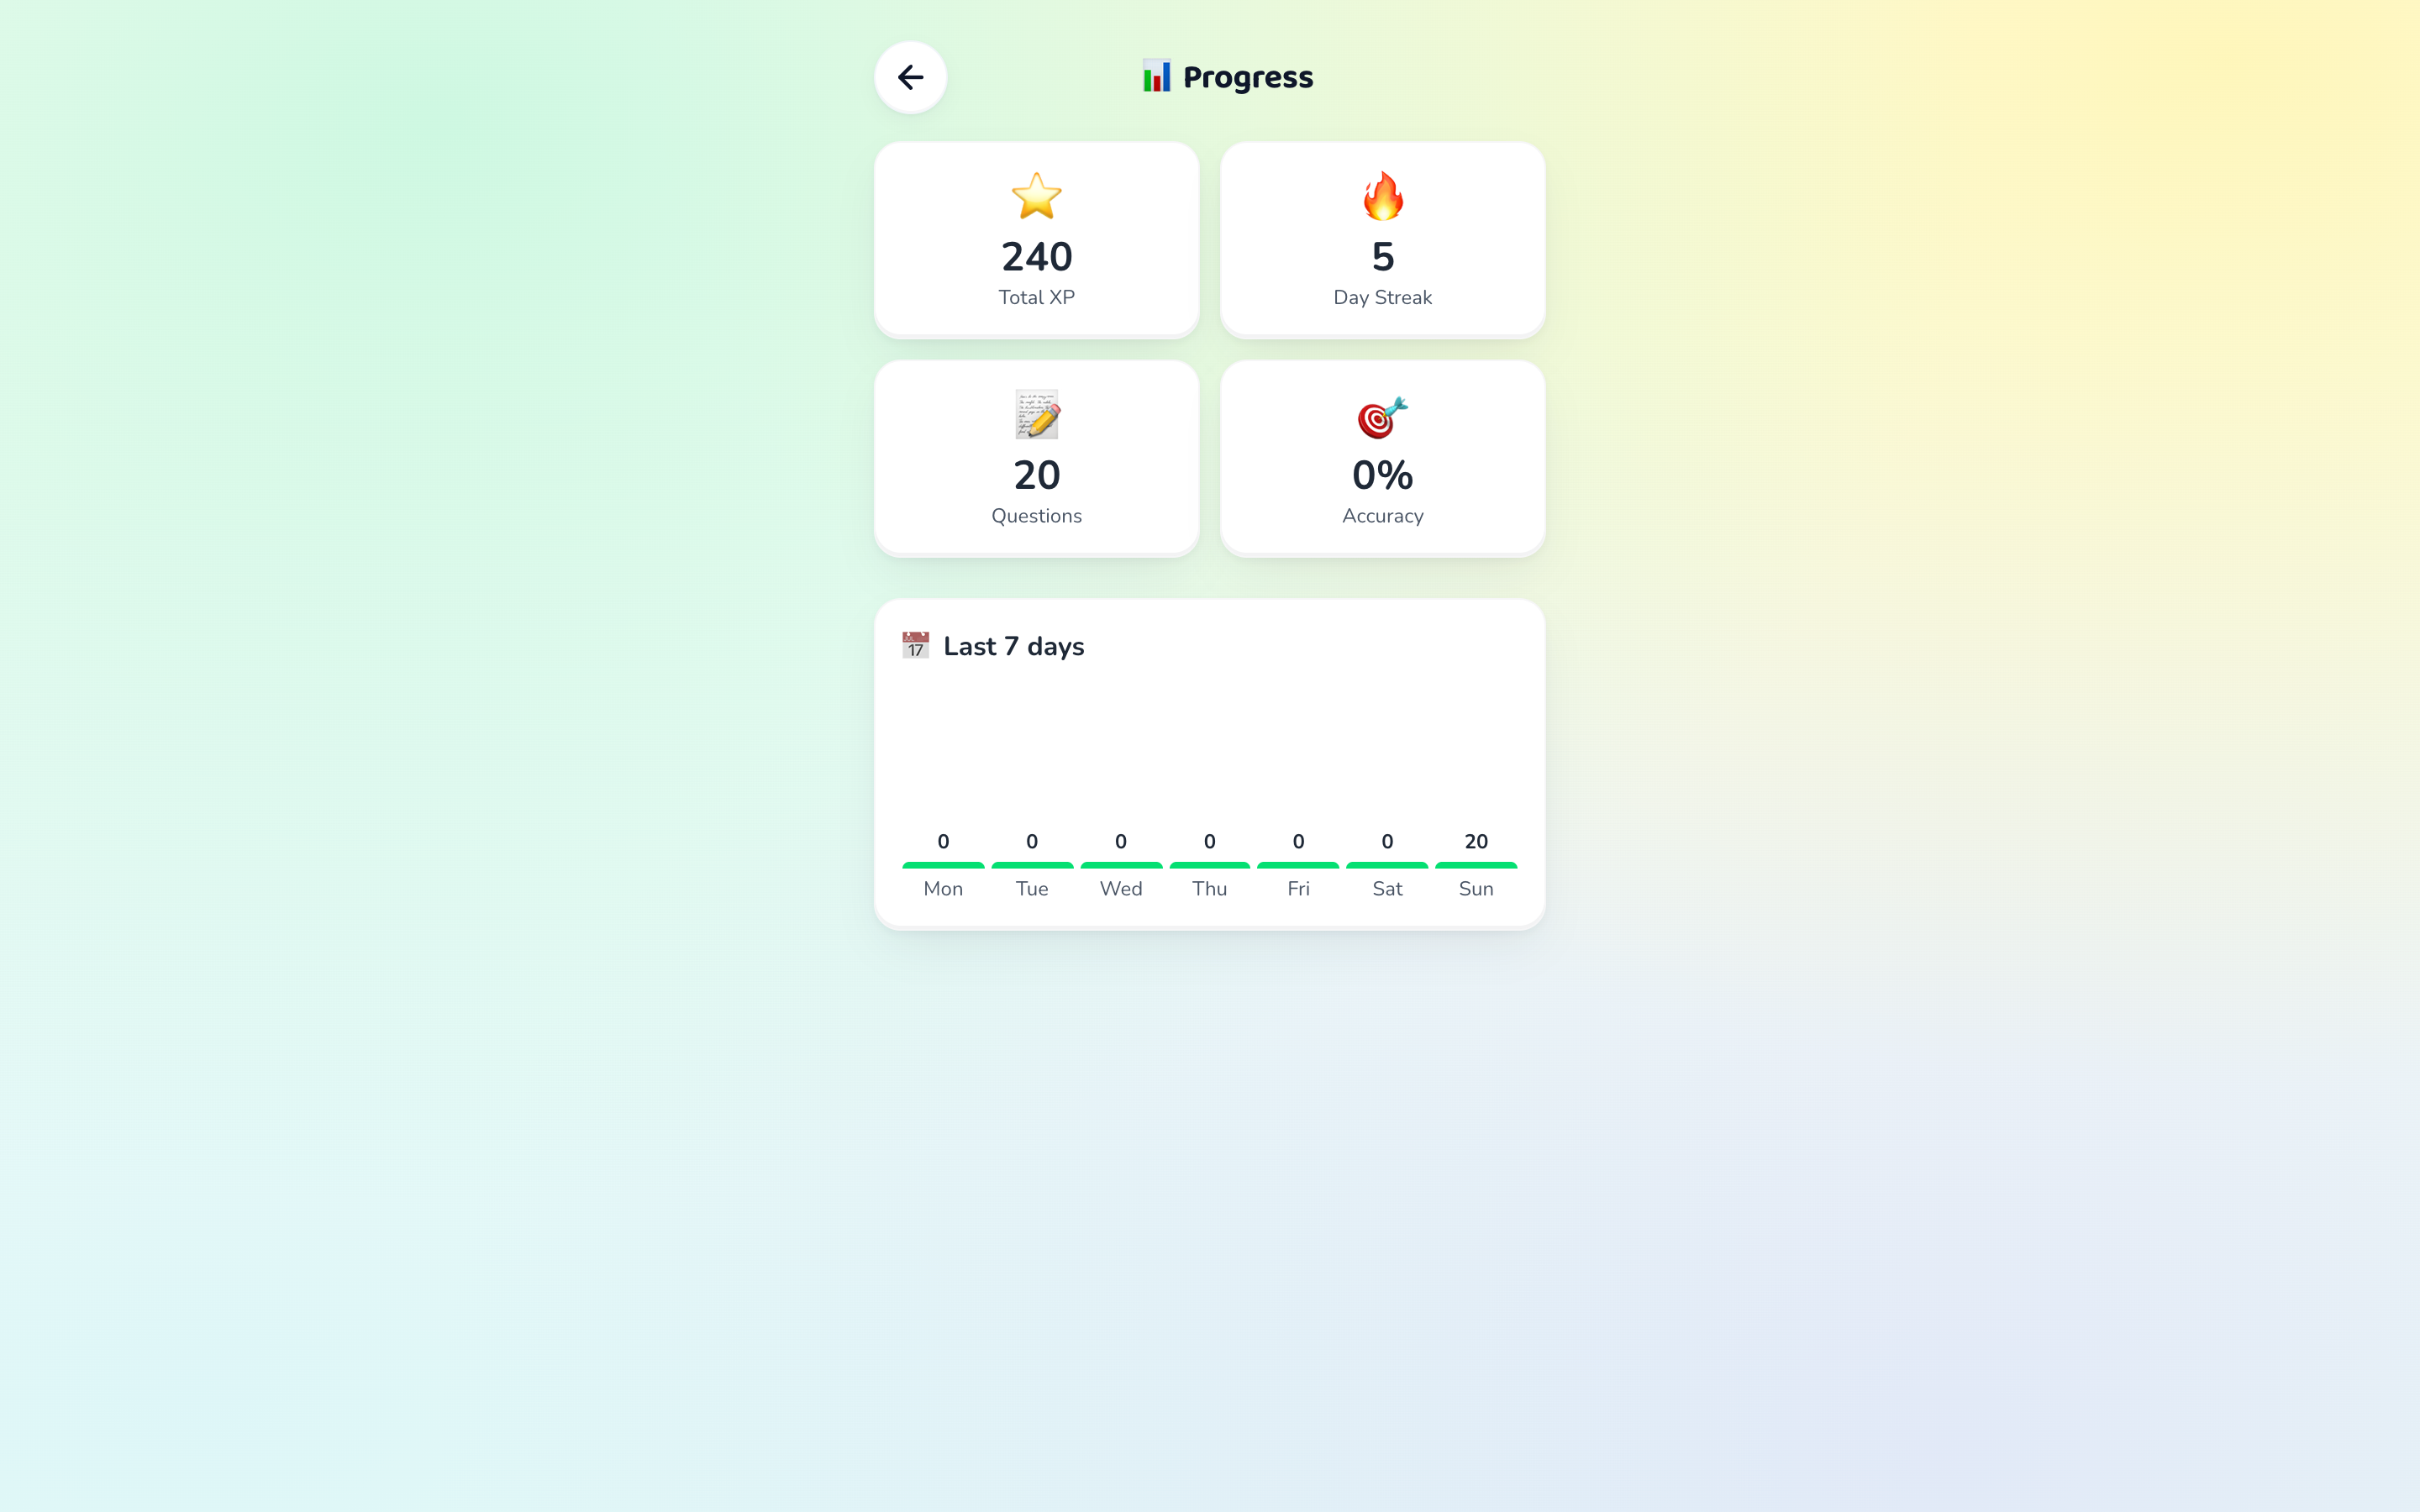 Progress
240
Total XP
5
Day Streak
20
Questions
0%
Accuracy
17
Last 7 days
0 0 0 0 0 0 20
Mon Tue Wed Thu Fri Sat Sun